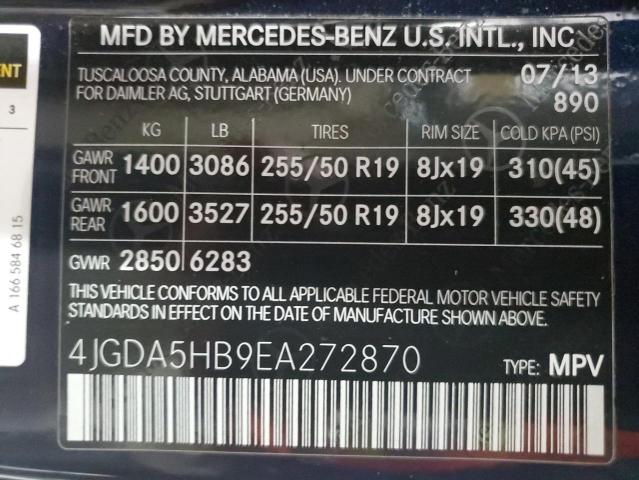 MFD BY MERCEDES-BENZ U.S. INTL., INC
TUSCALOOSA COUNTY, ALABAMA (USA). UNDER CONTRACT 07/13
FOR DAIMLER AG, STUTTGART (GERMANY) 890
KG LB TIRES RIM SIZE COLD KPA (PSI)
GAWR FRONT 1400 3086 255/50 R19 8Jx19 310(45)
GAWR REAR 1600 3527 255/50 R19 8Jx19 330(48)
GVWR 2850 6283
THIS VEHICLE CONFORMS TO ALL APPLICABLE FEDERAL MOTOR VEHICLE SAFETY
STANDARDS IN EFFECT ON THE DATE OF MANUFACTURE SHOWN ABOVE.
4JGDA5HB9EA272870 TYPE: MPV
3
A 166 584 68 15